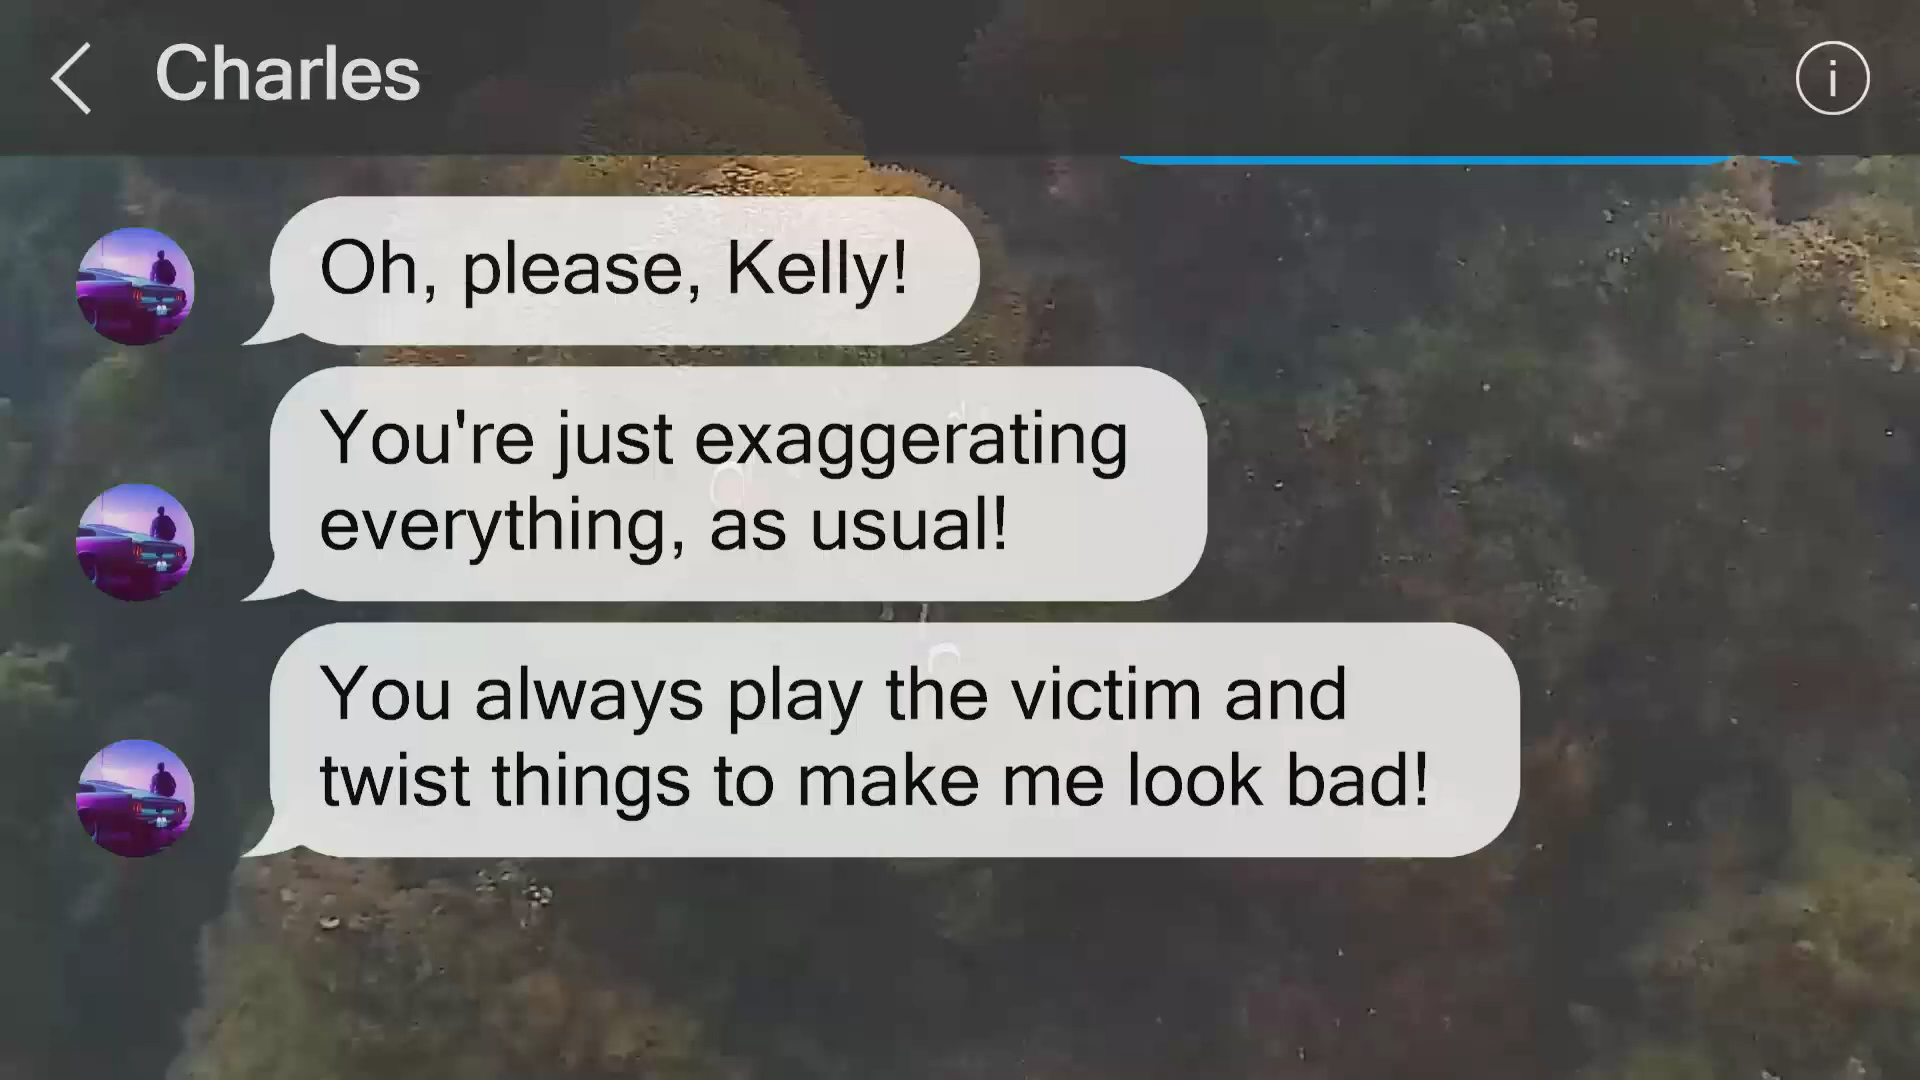 Charles
Oh, please, Kelly!
You're just exaggerating
everything, as usual!
You always play the victim and
twist things to make me look bad!